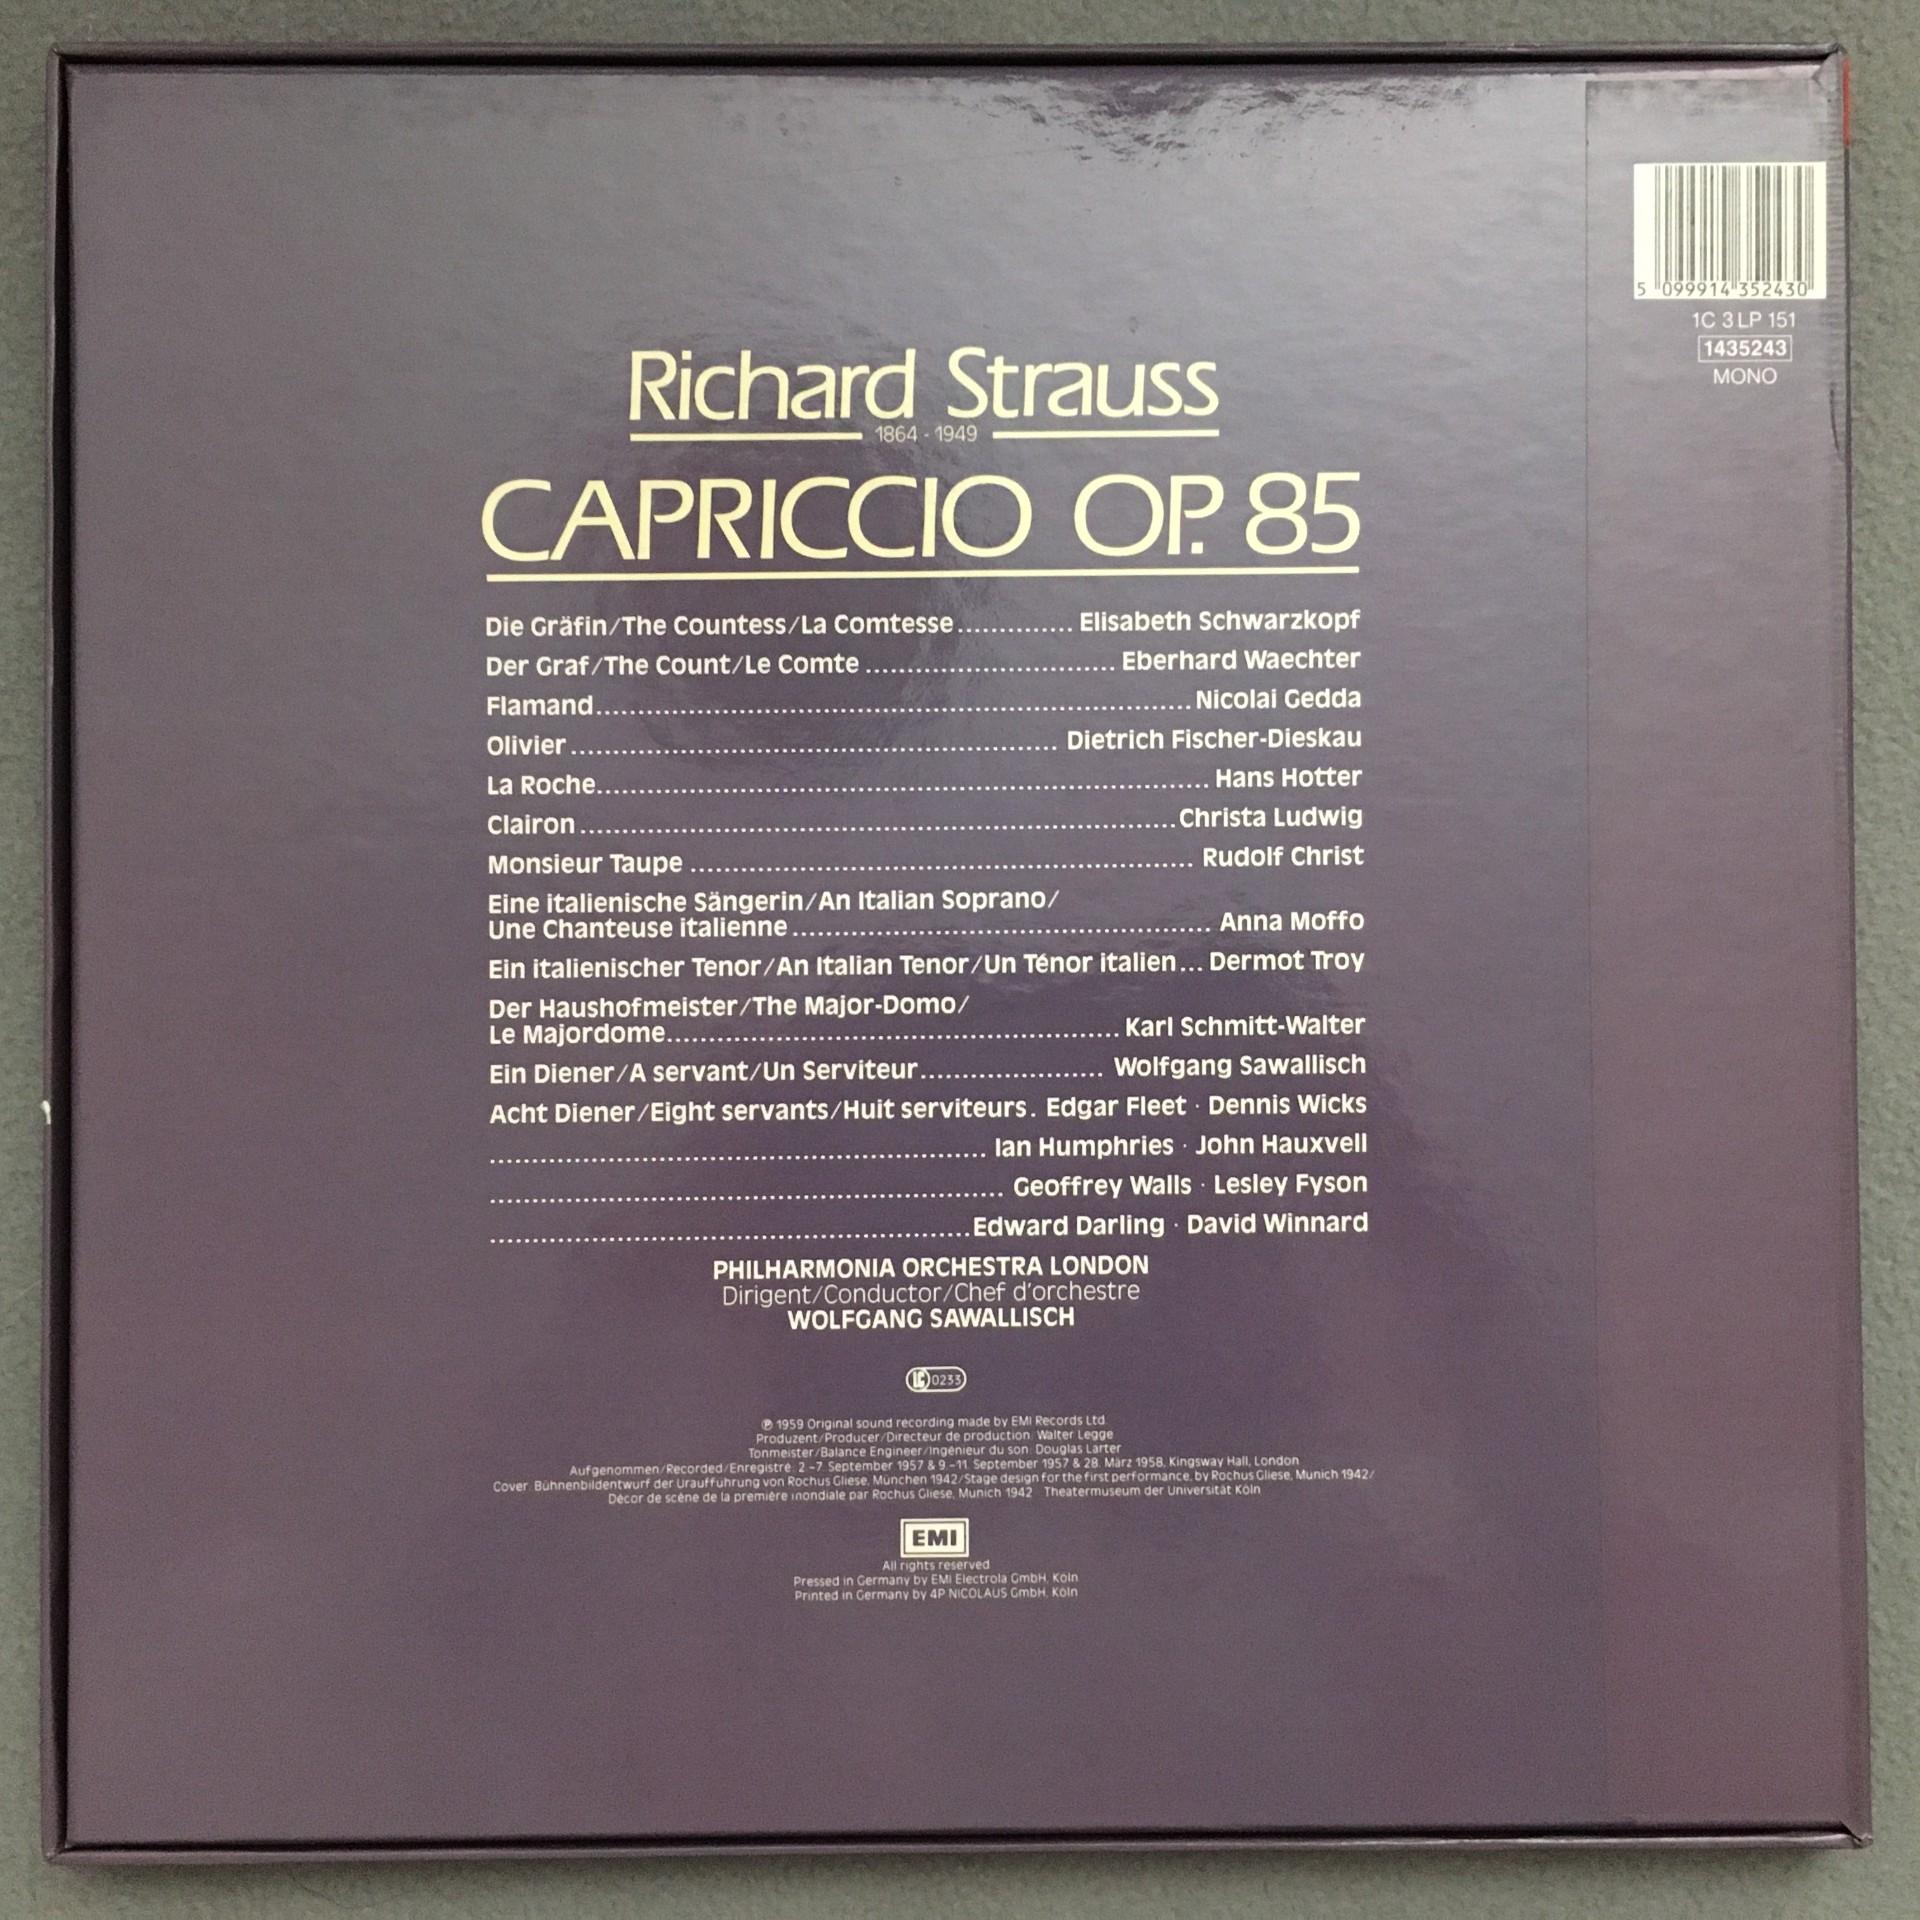 5 099914 352430
1C 3 LP 151
1435243
MONO
Richard Strauss
1864 - 1949
CAPRICCIO OP. 85
Die Gräfin/The Countess/La Comtesse.............. Elisabeth Schwarzkopf
Der Graf/The Count/Le Comte .............................. Eberhard Waechter
Flamand........................................................................Nicolai Gedda
Olivier ........................................................... Dietrich Fischer-Dieskau
La Roche.......................................................................... Hans Hotter
Clairon ........................................................................Christa Ludwig
Monsieur Taupe ............................................................. Rudolf Christ
Eine italienische Sängerin/An Italian Soprano/
Une Chanteuse italienne................................................... Anna Moffo
Ein italienischer Tenor/An Italian Tenor/Un Ténor italien... Dermot Troy
Der Haushofmeister/The Major-Domo/
Le Majordome...................................................... Karl Schmitt-Walter
Ein Diener/A servant/Un Serviteur...................... Wolfgang Sawallisch
Acht Diener/Eight servants/Huit serviteurs. Edgar Fleet · Dennis Wicks
............................................................ Ian Humphries · John Hauxvell
.............................................................. Geoffrey Walls · Lesley Fyson
..........................................................Edward Darling · David Winnard
PHILHARMONIA ORCHESTRA LONDON
Dirigent/Conductor/Chef d'orchestre
WOLFGANG SAWALLISCH
LC 0233
℗ 1959 Original sound recording made by EMI Records Ltd.
Produzent/Producer/Directeur de production: Walter Legge
Tonmeister/Balance Engineer/Ingénieur du son: Douglas Larter
Aufgenommen/Recorded/Enregistré: 2.-7. September 1957 & 9.-11. September 1957 & 28. März 1958, Kingsway Hall, London
Cover: Bühnenbildentwurf der Uraufführung von Rochus Gliese, München 1942/Stage design for the first performance, by Rochus Gliese, Munich 1942/
Décor de scène de la première mondiale par Rochus Gliese, Munich 1942 Theatermuseum der Universität Köln
EMI
All rights reserved
Pressed in Germany by EMI Electrola GmbH, Köln
Printed in Germany by 4P NICOLAUS GmbH, Köln